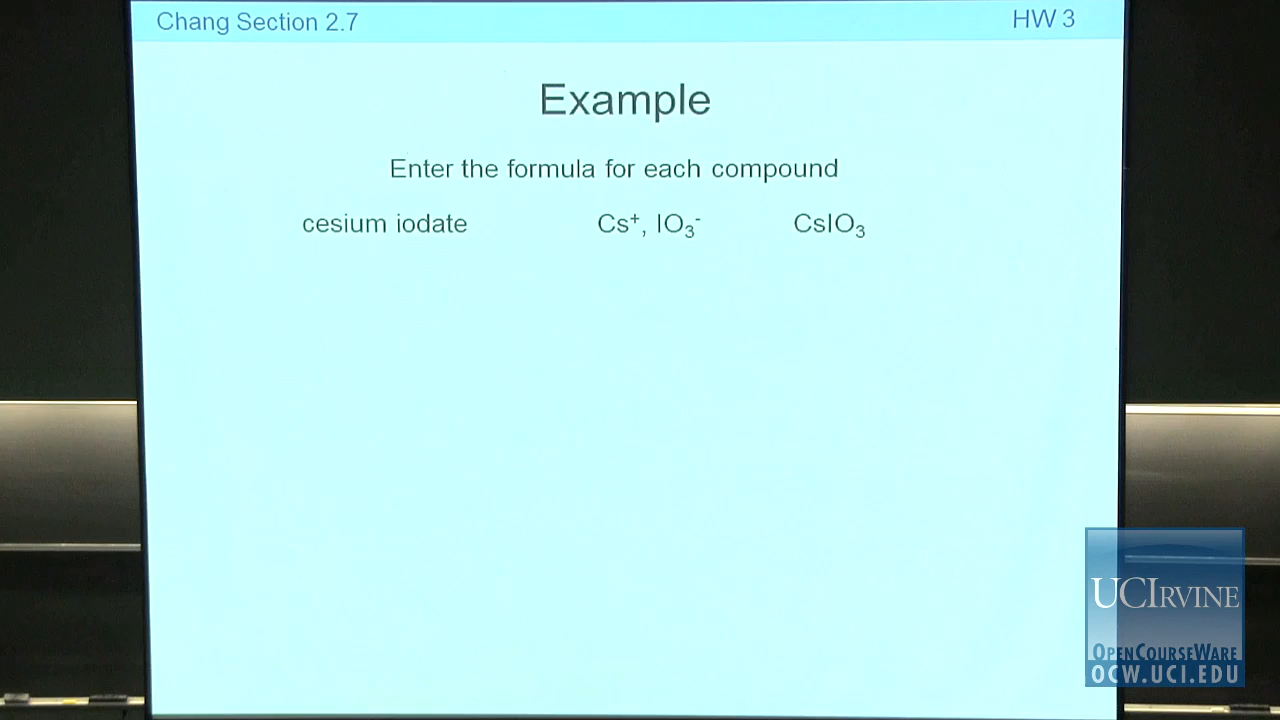 Chang Section 2.7 HW 3
Example
Enter the formula for each compound
cesium iodate Cs⁺, IO₃⁻ CsIO₃
UCIRVINE
OPENCOURSEWARE
OCW.UCI.EDU